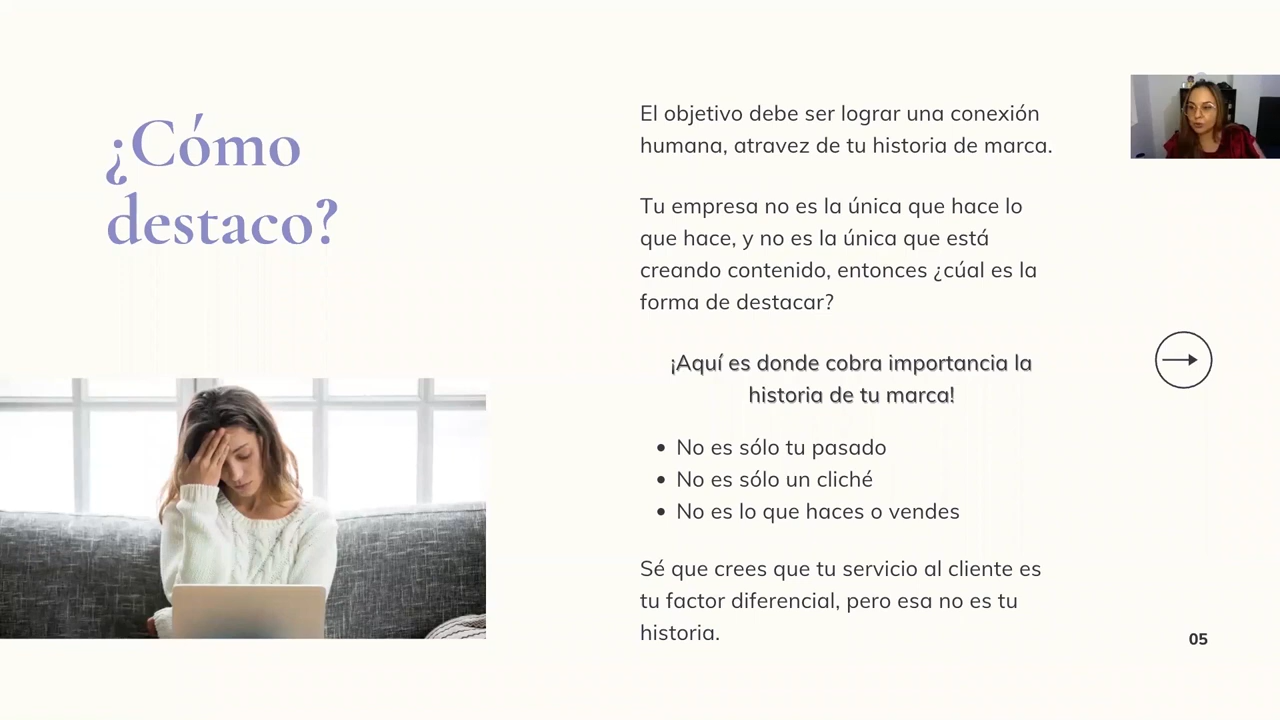 ¿Cómo
destaco?
El objetivo debe ser lograr una conexión
humana, atravez de tu historia de marca.
Tu empresa no es la única que hace lo
que hace, y no es la única que está
creando contenido, entonces ¿cúal es la
forma de destacar?
¡Aquí es donde cobra importancia la
historia de tu marca!
• No es sólo tu pasado
• No es sólo un cliché
• No es lo que haces o vendes
Sé que crees que tu servicio al cliente es
tu factor diferencial, pero esa no es tu
historia.
05